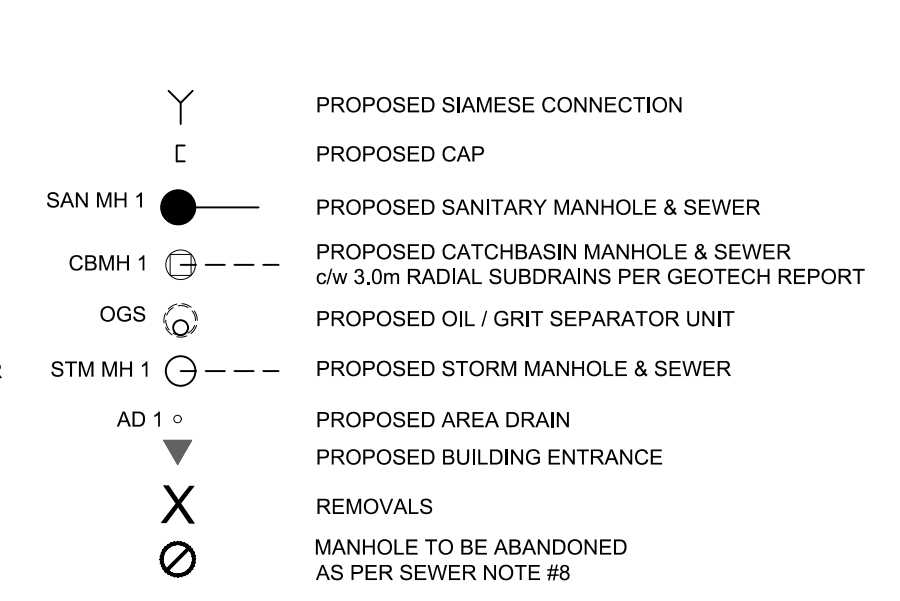 PROPOSED SIAMESE CONNECTION
PROPOSED CAP
SAN MH 1 PROPOSED SANITARY MANHOLE & SEWER
CBMH 1 PROPOSED CATCHBASIN MANHOLE & SEWER
c/w 3.0m RADIAL SUBDRAINS PER GEOTECH REPORT
OGS PROPOSED OIL / GRIT SEPARATOR UNIT
STM MH 1 PROPOSED STORM MANHOLE & SEWER
AD 1 PROPOSED AREA DRAIN
PROPOSED BUILDING ENTRANCE
X REMOVALS
MANHOLE TO BE ABANDONED
AS PER SEWER NOTE #8